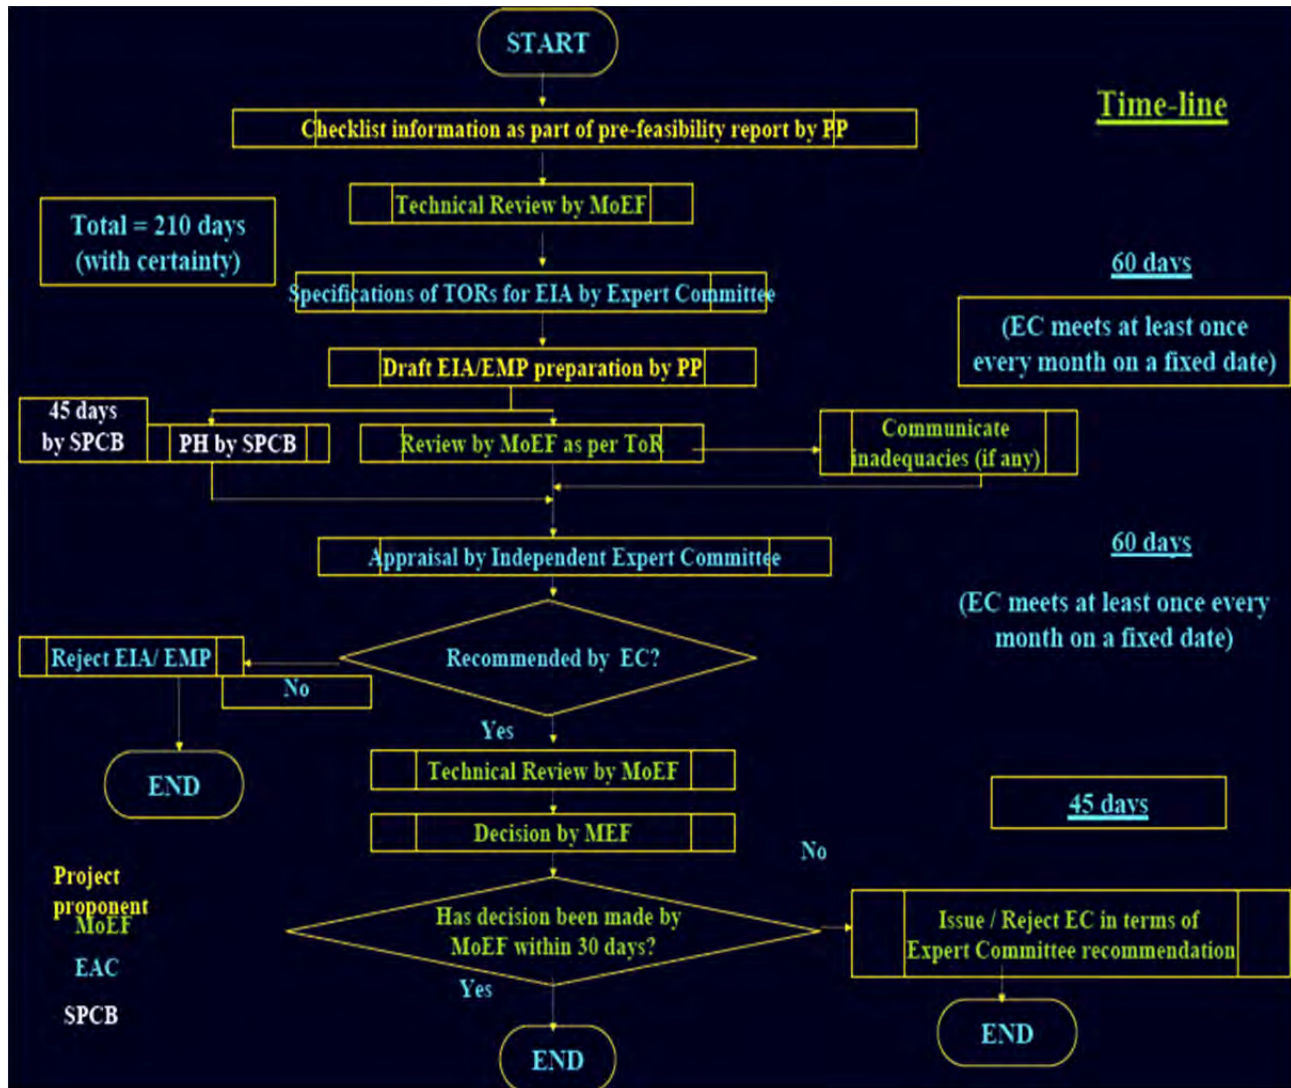 START
Time-line
Checklist information as part of pre-feasibility report by PP
Technical Review by MoEF
Total = 210 days
(with certainty)
60 days
Specifications of TORs for EIA by Expert Committee
(EC meets at least once
every month on a fixed date)
Draft EIA/EMP preparation by PP
45 days
by SPCB
PH by SPCB
Review by MoEF as per ToR
Communicate
inadequacies (if any)
Appraisal by Independent Expert Committee
60 days
(EC meets at least once every
month on a fixed date)
Reject EIA/ EMP
Recommended by EC?
No
Yes
END
Technical Review by MoEF
45 days
Decision by MEF
No
Project
proponent
MoEF
EAC
SPCB
Has decision been made by
MoEF within 30 days?
Issue / Reject EC in terms of
Expert Committee recommendation
Yes
END
END